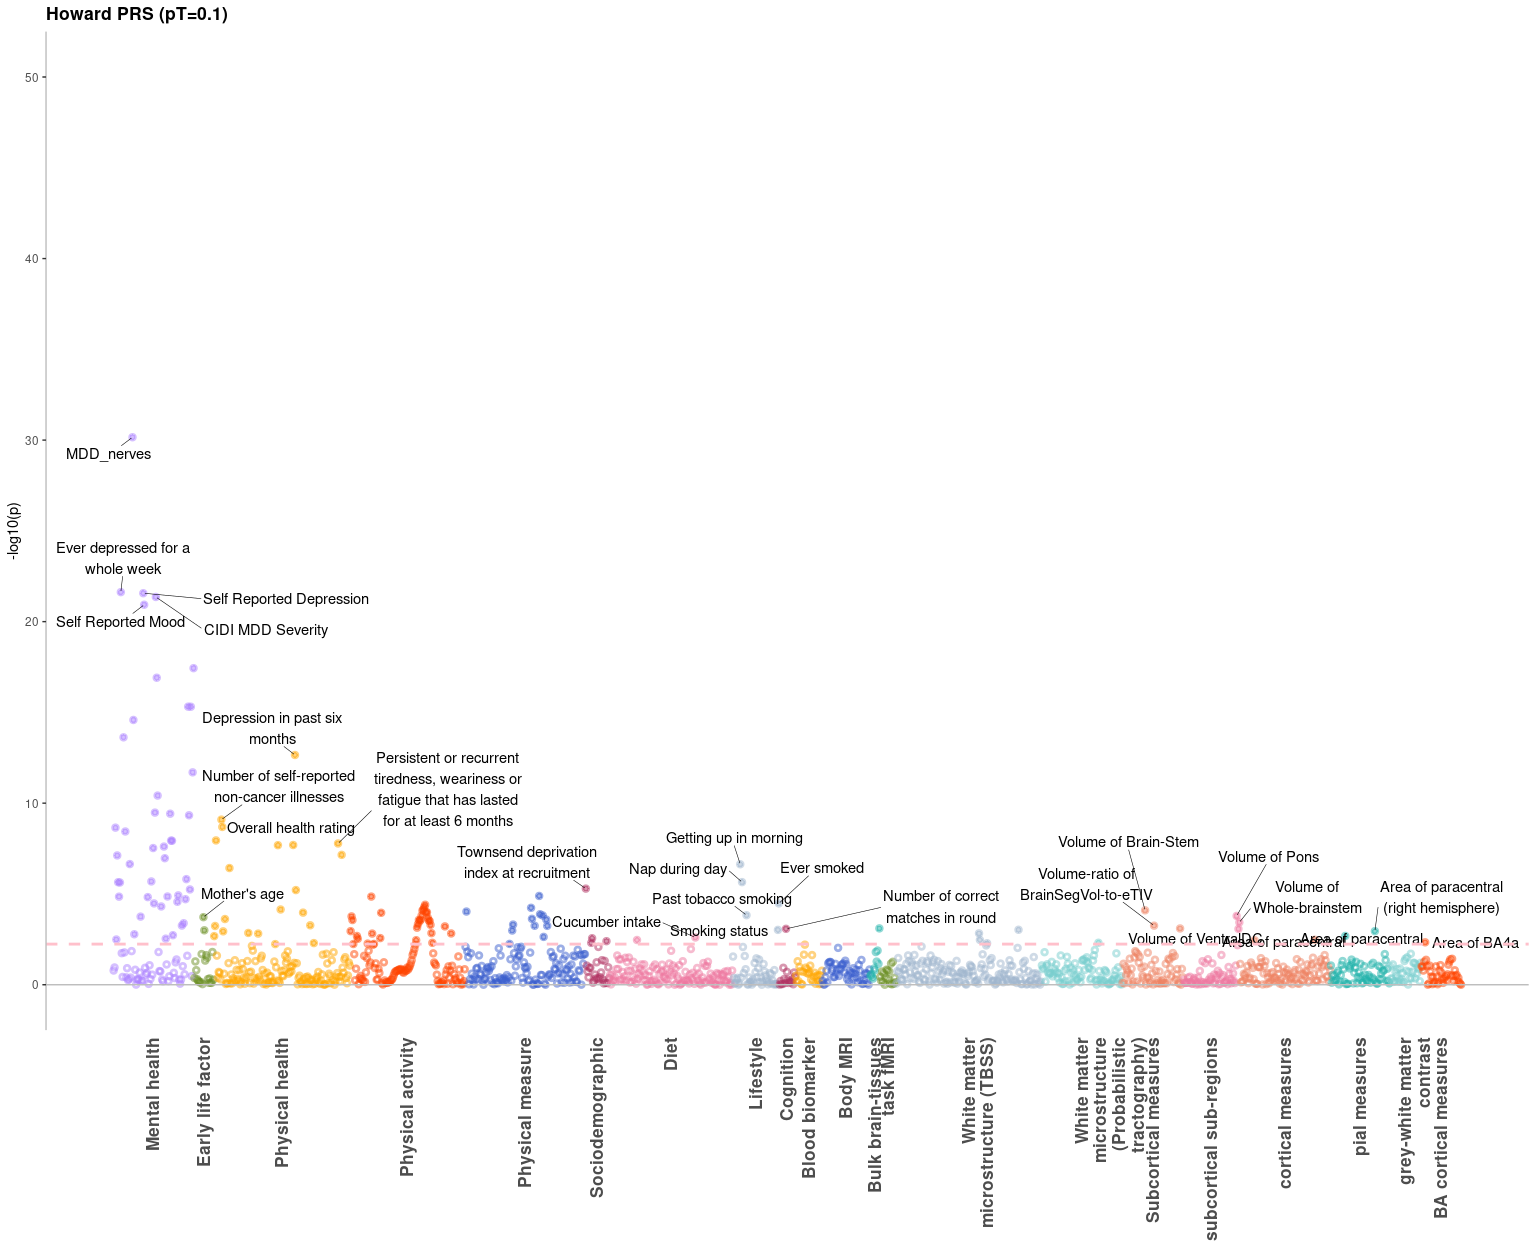 Howard PRS (pT=0.1)
50
40
30
20
10
0
-log10(p)
MDD_nerves
Ever depressed for a
whole week
Self Reported Depression
Self Reported Mood
CIDI MDD Severity
Depression in past six
months
Number of self-reported
non-cancer illnesses
Overall health rating
Persistent or recurrent
tiredness, weariness or
fatigue that has lasted
for at least 6 months
Mother's age
Townsend deprivation
index at recruitment
Cucumber intake
Getting up in morning
Nap during day
Ever smoked
Past tobacco smoking
Smoking status
Number of correct
matches in round
Volume of Brain-Stem
Volume-ratio of
BrainSegVol-to-eTIV
Volume of Pons
Volume of
Whole-brainstem
Area of paracentral
(right hemisphere)
Volume of VentralDC
Area of paracentral
Area of paracentral
Area of BA4a
Mental health
Early life factor
Physical health
Physical activity
Physical measure
Sociodemographic
Diet
Lifestyle
Cognition
Blood biomarker
Body MRI
Bulk brain-tissues
task fMRI
White matter
microstructure (TBSS)
White matter
microstructure
(Probabilistic
tractography)
Subcortical measures
subcortical sub-regions
cortical measures
pial measures
grey-white matter
contrast
BA cortical measures